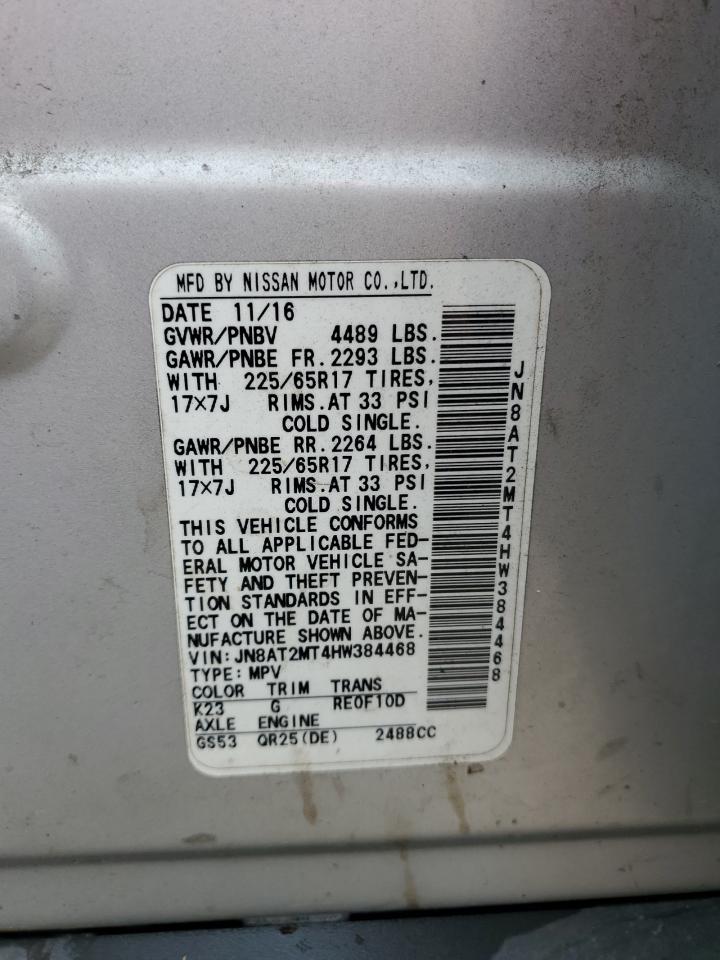 MFD BY NISSAN MOTOR CO.,LTD.
DATE 11/16
GVWR/PNBV 4489 LBS.
GAWR/PNBE FR.2293 LBS.
WITH 225/65R17 TIRES,
17×7J RIMS.AT 33 PSI
COLD SINGLE.
GAWR/PNBE RR.2264 LBS.
WITH 225/65R17 TIRES,
17×7J RIMS.AT 33 PSI
COLD SINGLE.
THIS VEHICLE CONFORMS
TO ALL APPLICABLE FED-
ERAL MOTOR VEHICLE SA-
FETY AND THEFT PREVEN-
TION STANDARDS IN EFF-
ECT ON THE DATE OF MA-
NUFACTURE SHOWN ABOVE.
VIN:JN8AT2MT4HW384468
TYPE:MPV
COLOR TRIM TRANS
K23 G RE0F10D
AXLE ENGINE
GS53 QR25(DE) 2488CC
JN8AT2MT4HW384468